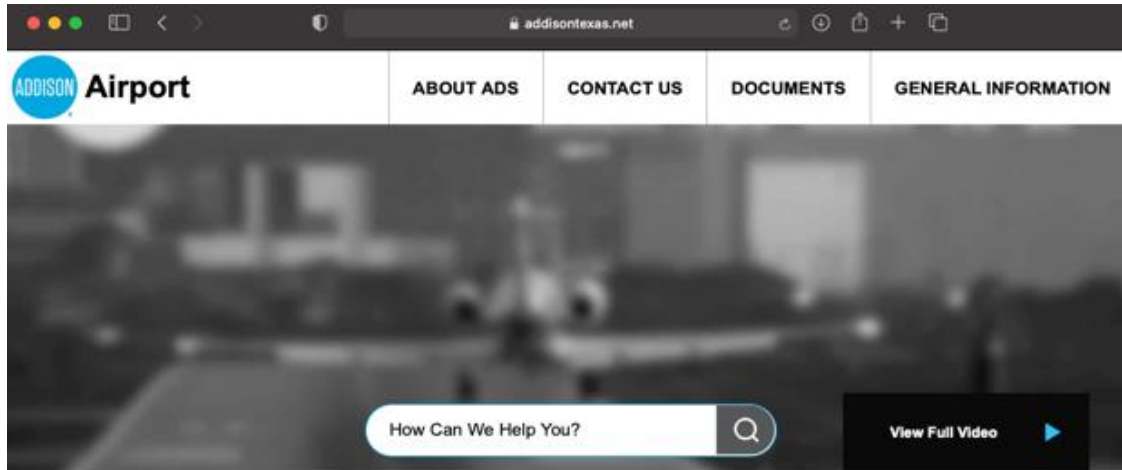 addisontexas.net
ADDISON Airport
ABOUT ADS
CONTACT US
DOCUMENTS
GENERAL INFORMATION
How Can We Help You?
View Full Video